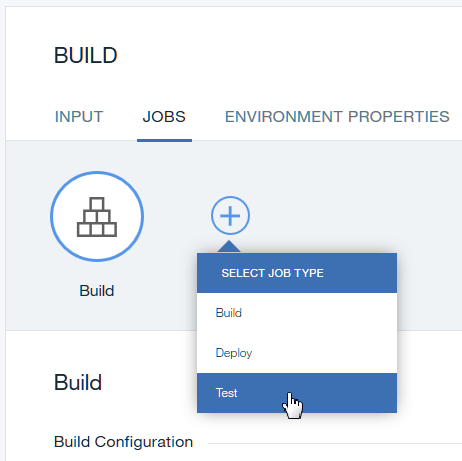 BUILD
INPUT JOBS ENVIRONMENT PROPERTIES
Build
SELECT JOB TYPE
Build
Deploy
Test
Build
Build Configuration